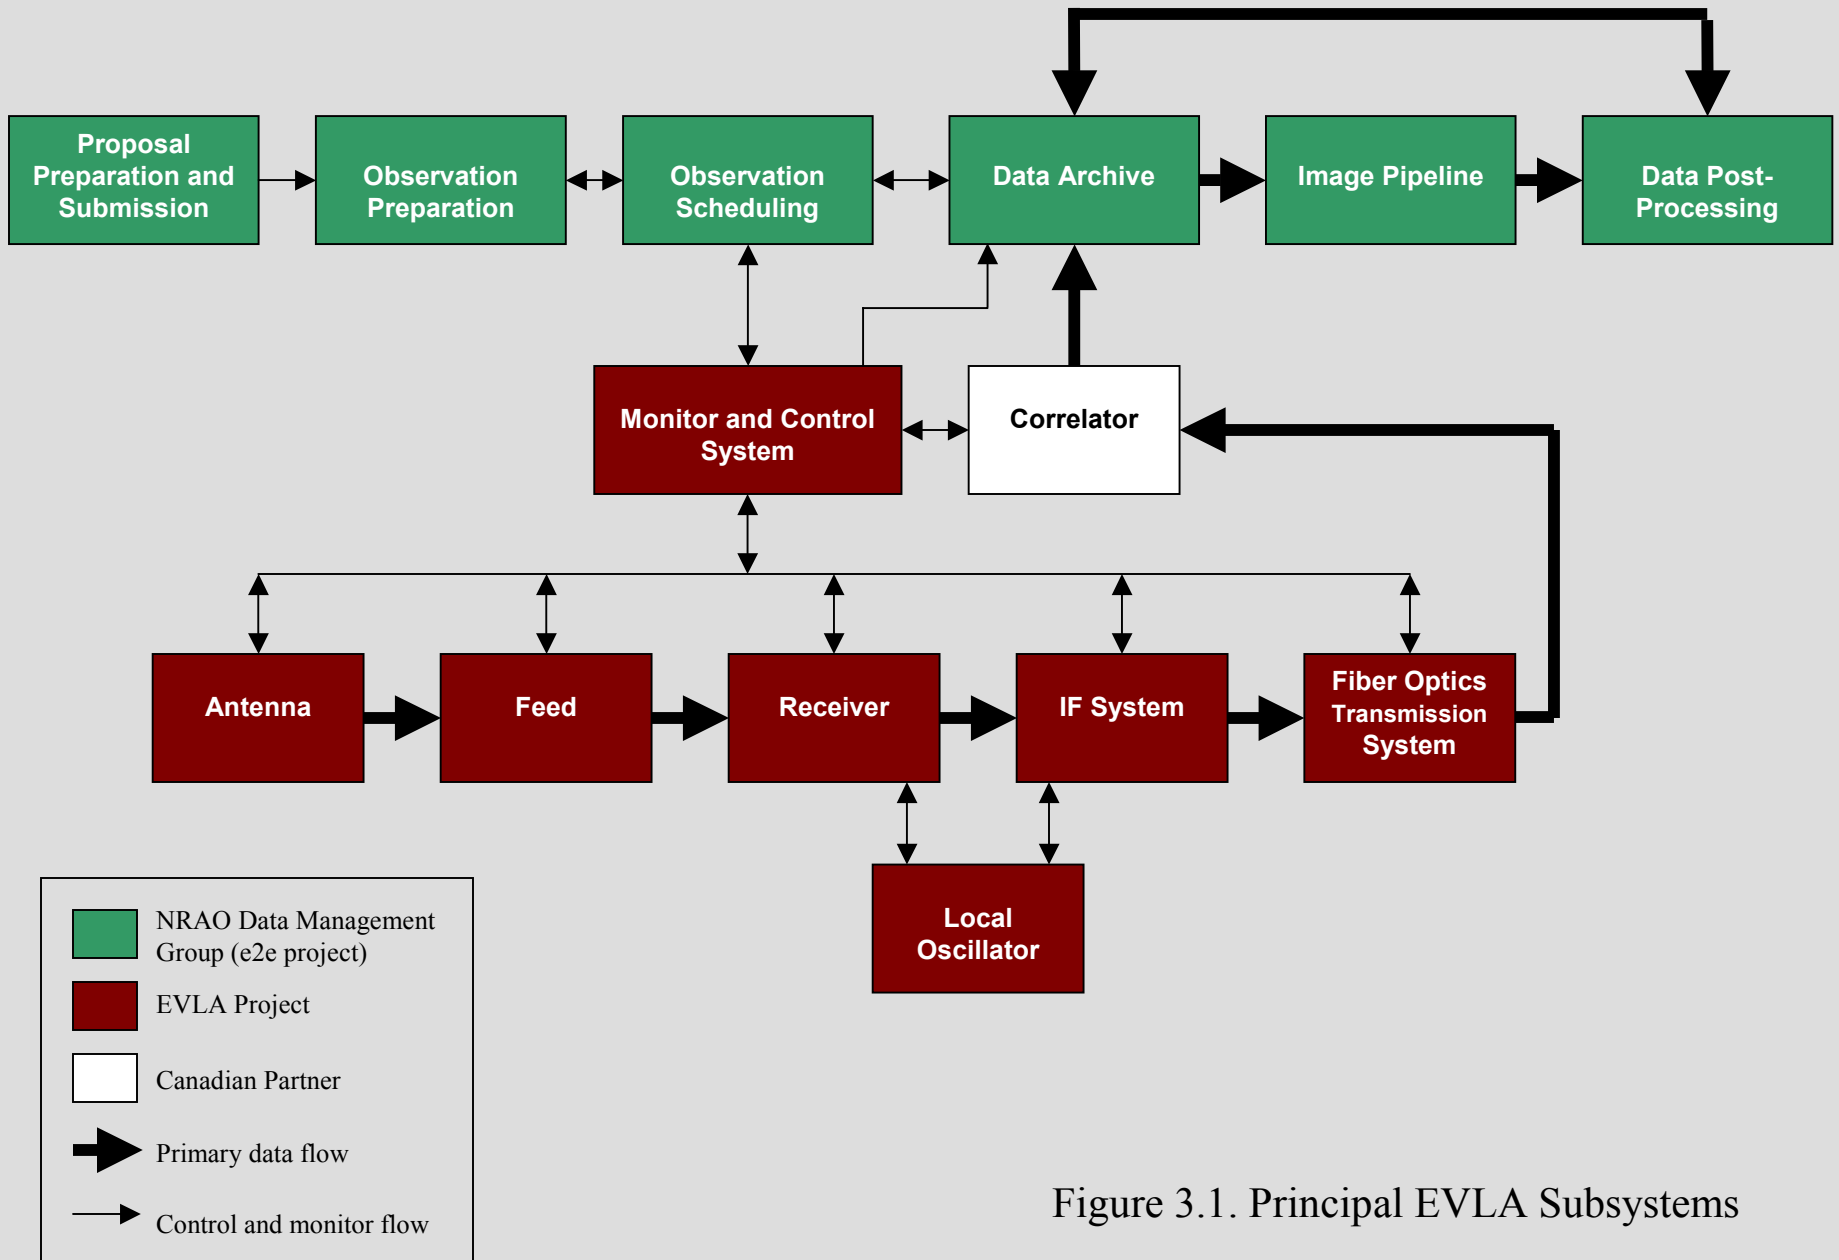 Proposal
Preparation and
Submission
Observation
Preparation
Observation
Scheduling
Data Archive
Image Pipeline
Data Post-
Processing
Monitor and Control
System
Correlator
Antenna
Feed
Receiver
IF System
Fiber Optics
Transmission
System
Local
Oscillator
NRAO Data Management
Group (e2e project)
EVLA Project
Canadian Partner
Primary data flow
Control and monitor flow
Figure 3.1. Principal EVLA Subsystems